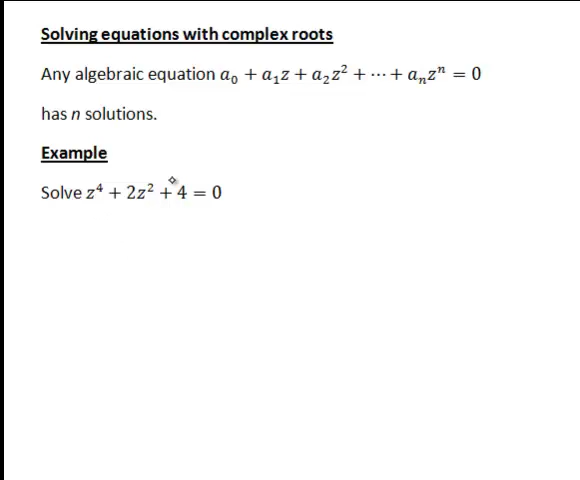 Solving equations with complex roots
Any algebraic equation a₀ + a₁z + a₂z² + ⋯ + aₙzⁿ = 0
has n solutions.
Example
Solve z⁴ + 2z² + 4 = 0